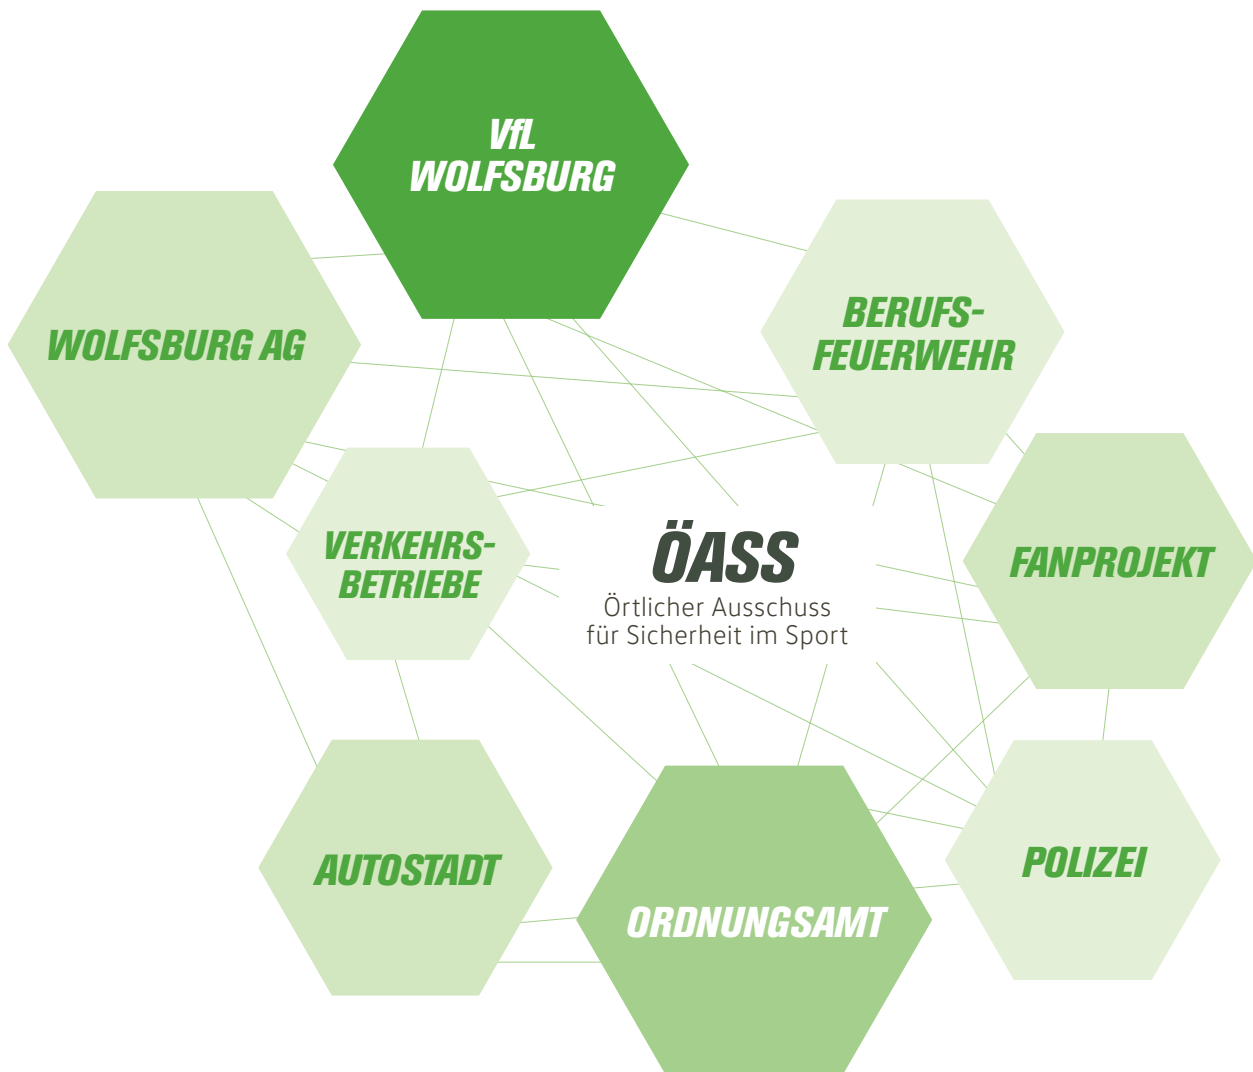 VfL
WOLFSBURG
WOLFSBURG AG
BERUFS-
FEUERWEHR
VERKEHRS-
BETRIEBE
ÖASS
Örtlicher Ausschuss
für Sicherheit im Sport
FANPROJEKT
AUTOSTADT
ORDNUNGSAMT
POLIZEI